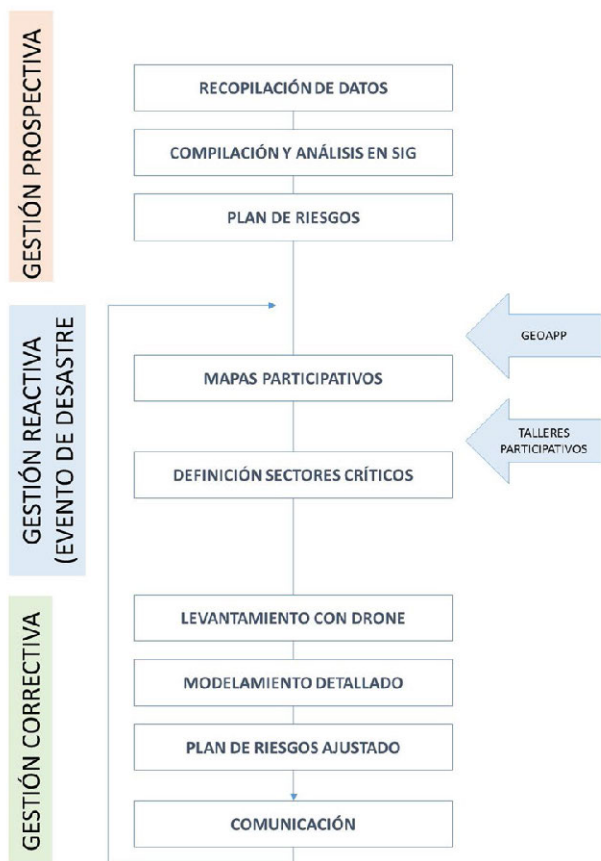 GESTIÓN PROSPECTIVA
RECOPILACIÓN DE DATOS
COMPILACIÓN Y ANÁLISIS EN SIG
PLAN DE RIESGOS
GESTIÓN REACTIVA
(EVENTO DE DESASTRE
GEOAPP
MAPAS PARTICIPATIVOS
TALLERES
PARTICIPATIVOS
DEFINICIÓN SECTORES CRÍTICOS
GESTIÓN CORRECTIVA
LEVANTAMIENTO CON DRONE
MODELAMIENTO DETALLADO
PLAN DE RIESGOS AJUSTADO
COMUNICACIÓN